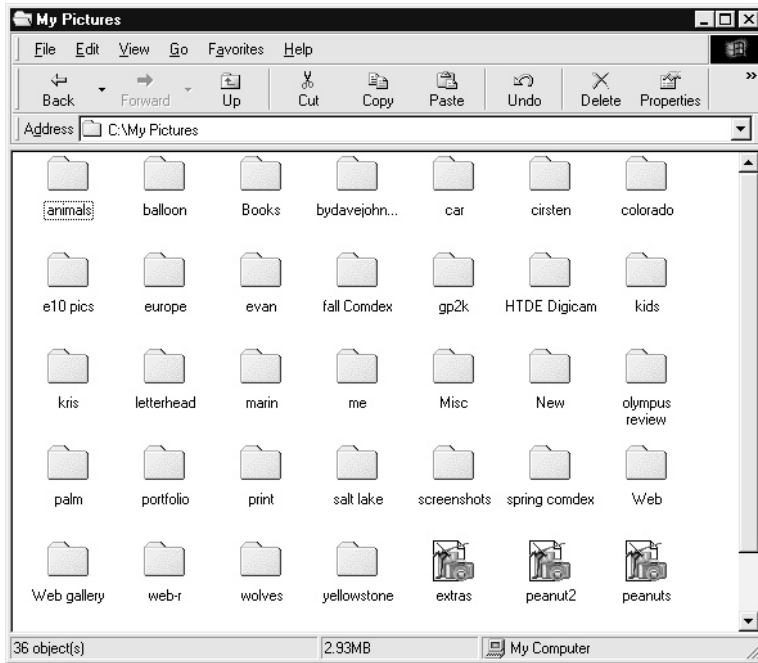 My Pictures
File Edit View Go Favorites Help
Back Forward Up Cut Copy Paste Undo Delete Properties »
Address C:\My Pictures
animals balloon Books bydavejohn... car cirsten colorado
e10 pics europe evan fall Comdex gp2k HTDE Digicam kids
kris letterhead marin me Misc New olympus
review
palm portfolio print salt lake screenshots spring comdex Web
Web gallery web-r wolves yellowstone extras peanut2 peanuts
36 object(s) 2.93MB My Computer